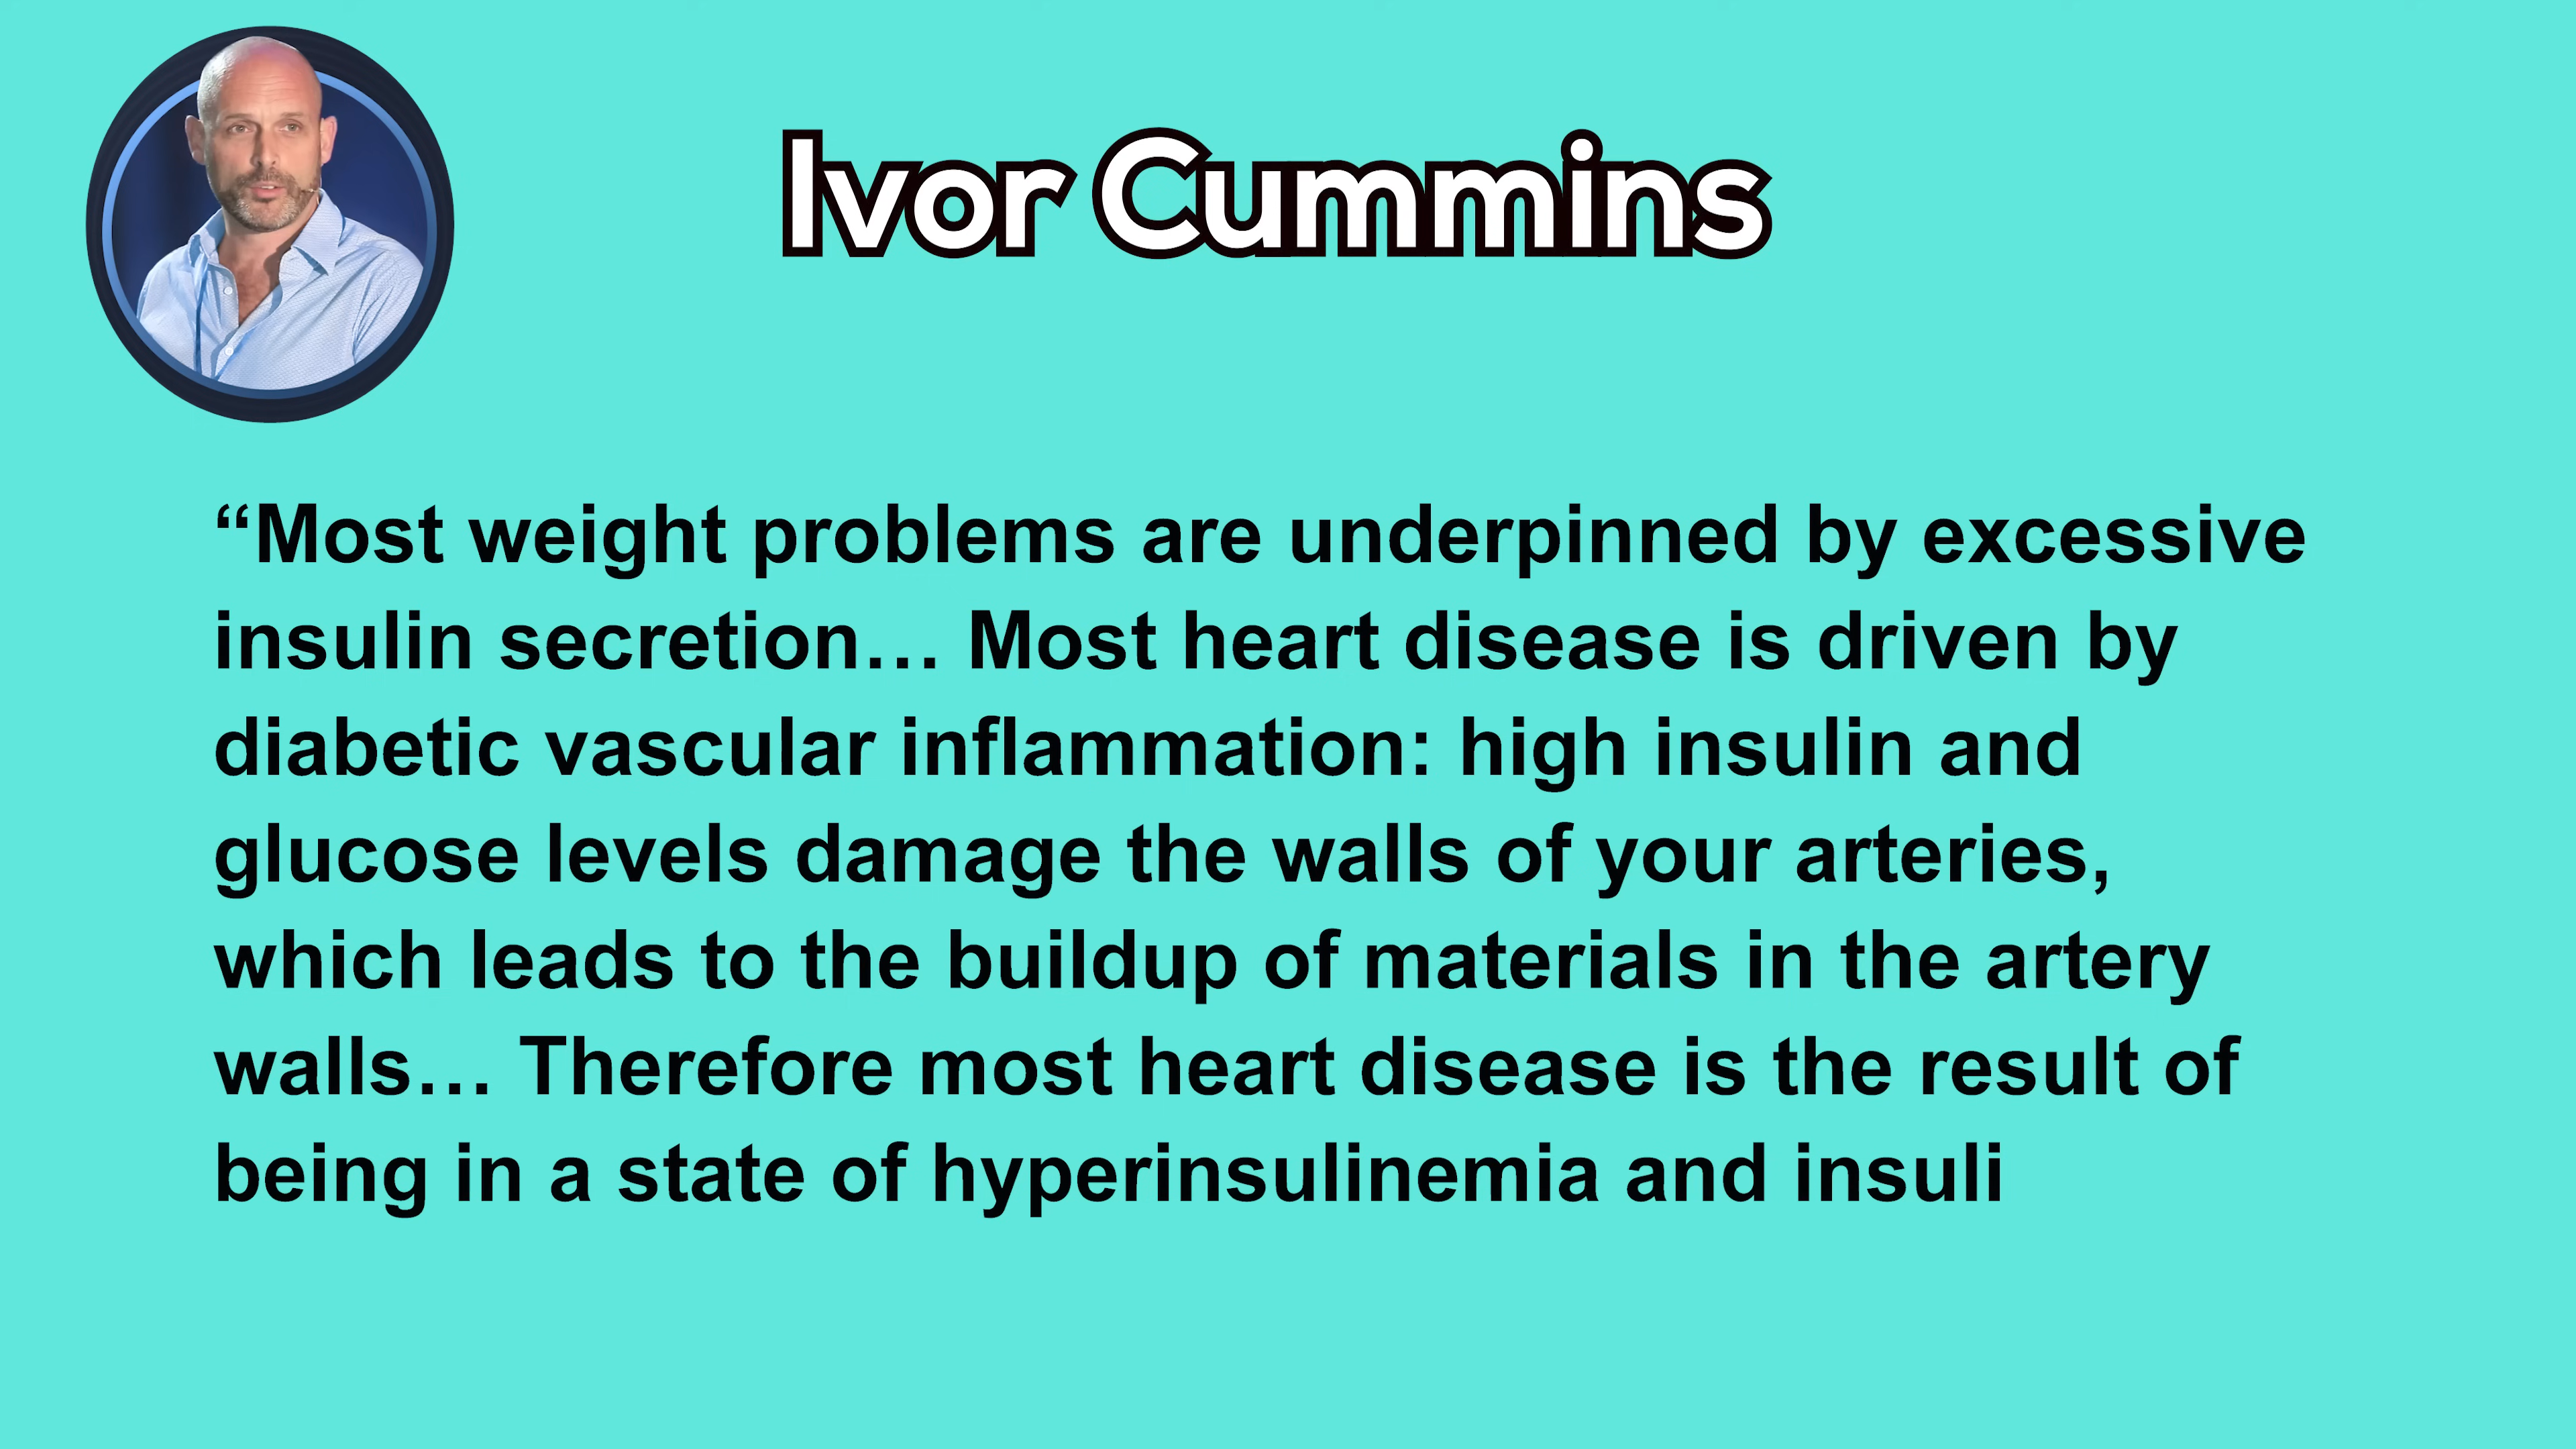 Ivor Cummins
“Most weight problems are underpinned by excessive
insulin secretion… Most heart disease is driven by
diabetic vascular inflammation: high insulin and
glucose levels damage the walls of your arteries,
which leads to the buildup of materials in the artery
walls… Therefore most heart disease is the result of
being in a state of hyperinsulinemia and insuli